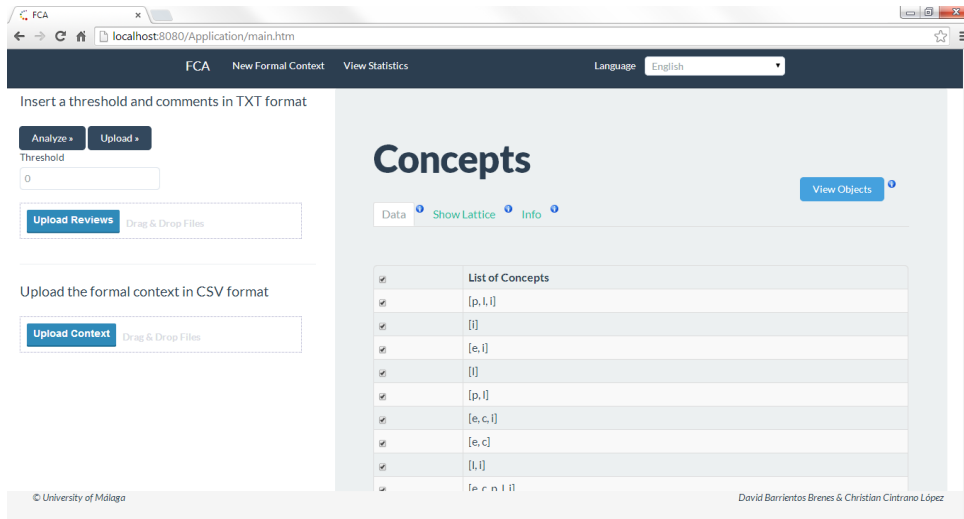 FCA
localhost:8080/Application/main.htm
FCA New Formal Context View Statistics Language English
Insert a threshold and comments in TXT format
Analyze » Upload »
Threshold
0
Upload Reviews Drag & Drop Files
Upload the formal context in CSV format
Upload Context Drag & Drop Files
Concepts
View Objects
Data Show Lattice Info
List of Concepts
[p, l, i]
[i]
[e, i]
[l]
[p, l]
[e, c, i]
[e, c]
[l, i]
[e, c, p, l, i]
© University of Málaga David Barrientos Brenes & Christian Cintrano López